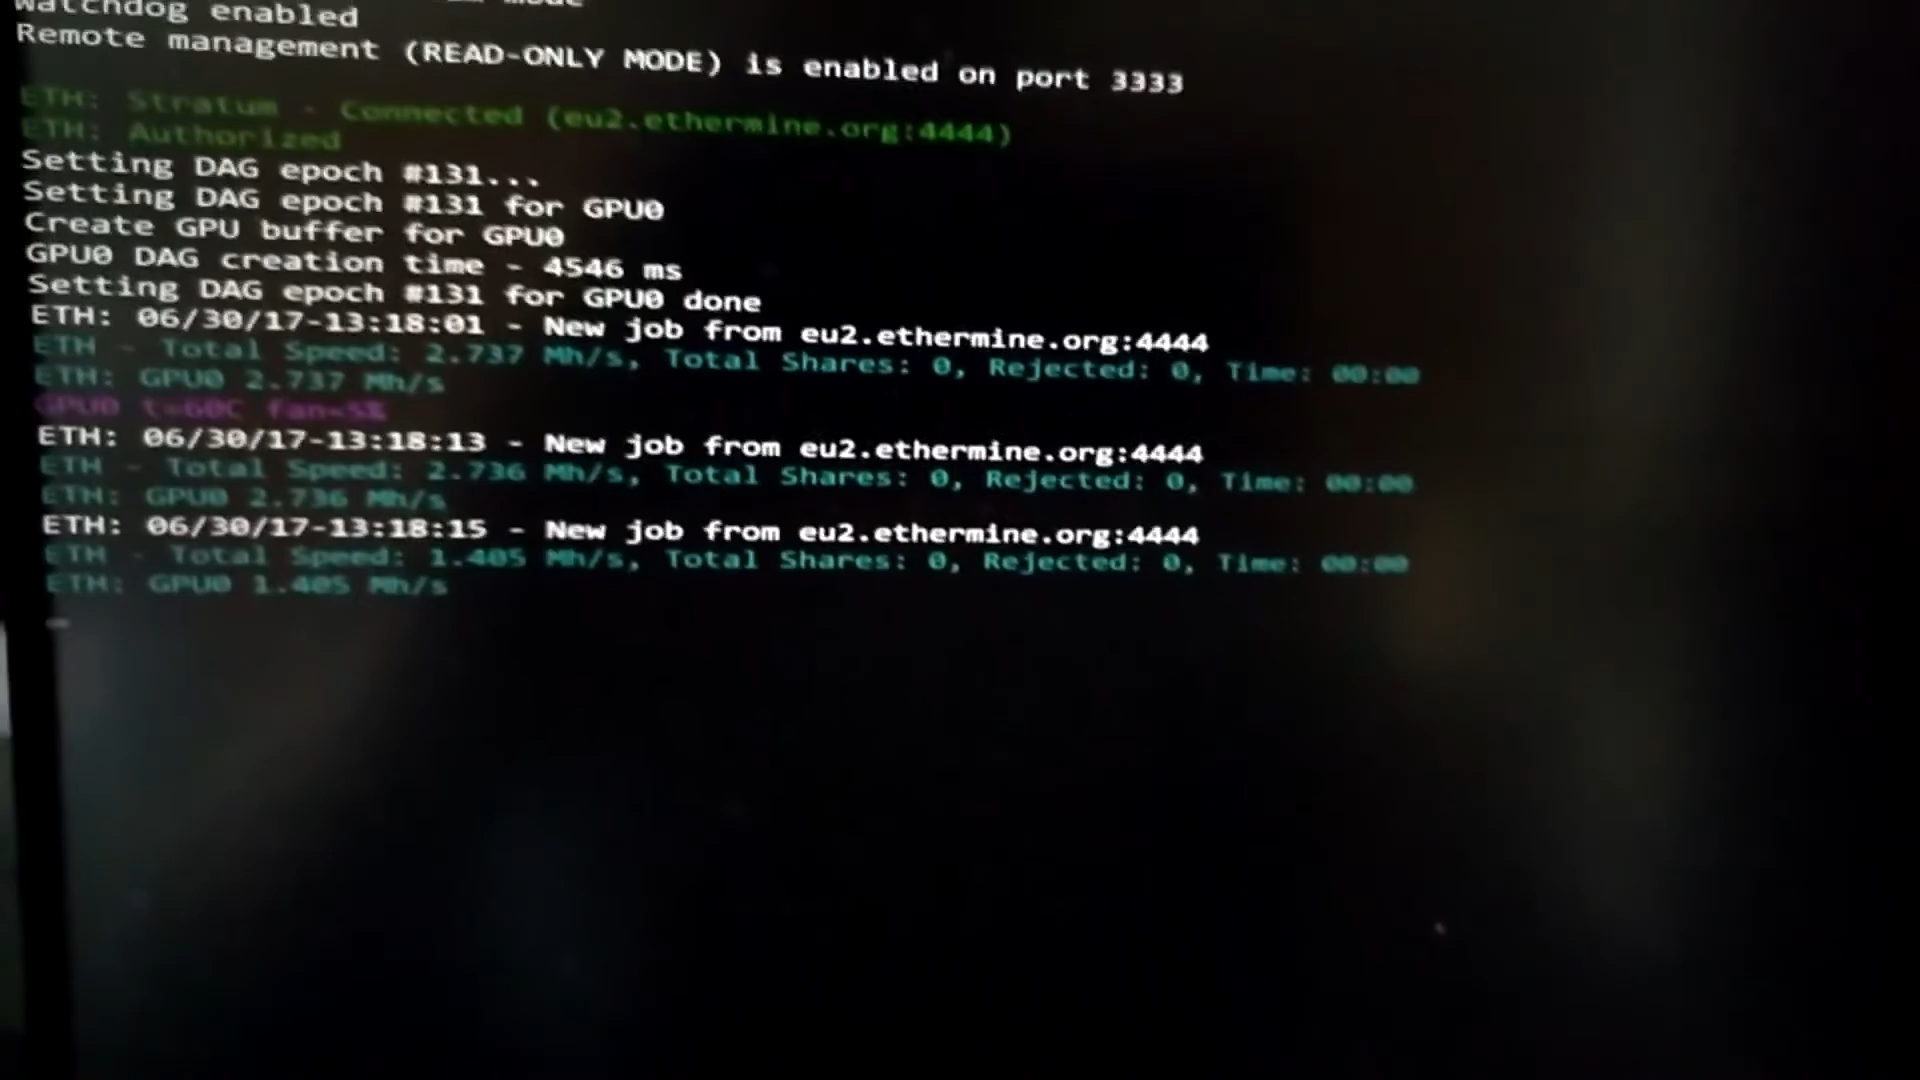 Watchdog enabled
Remote management (READ-ONLY MODE) is enabled on port 3333
ETH: Stratum - Connected (eu2.ethermine.org:4444)
ETH: Authorized
Setting DAG epoch #131...
Setting DAG epoch #131 for GPU0
Create GPU buffer for GPU0
GPU0 DAG creation time - 4546 ms
Setting DAG epoch #131 for GPU0 done
ETH: 06/30/17-13:18:01 - New job from eu2.ethermine.org:4444
ETH - Total Speed: 2.737 Mh/s, Total Shares: 0, Rejected: 0, Time: 00:00
ETH: GPU0 2.737 Mh/s
GPU0 t=60C fan=5%
ETH: 06/30/17-13:18:13 - New job from eu2.ethermine.org:4444
ETH - Total Speed: 2.736 Mh/s, Total Shares: 0, Rejected: 0, Time: 00:00
ETH: GPU0 2.736 Mh/s
ETH: 06/30/17-13:18:15 - New job from eu2.ethermine.org:4444
ETH - Total Speed: 1.405 Mh/s, Total Shares: 0, Rejected: 0, Time: 00:00
ETH: GPU0 1.405 Mh/s